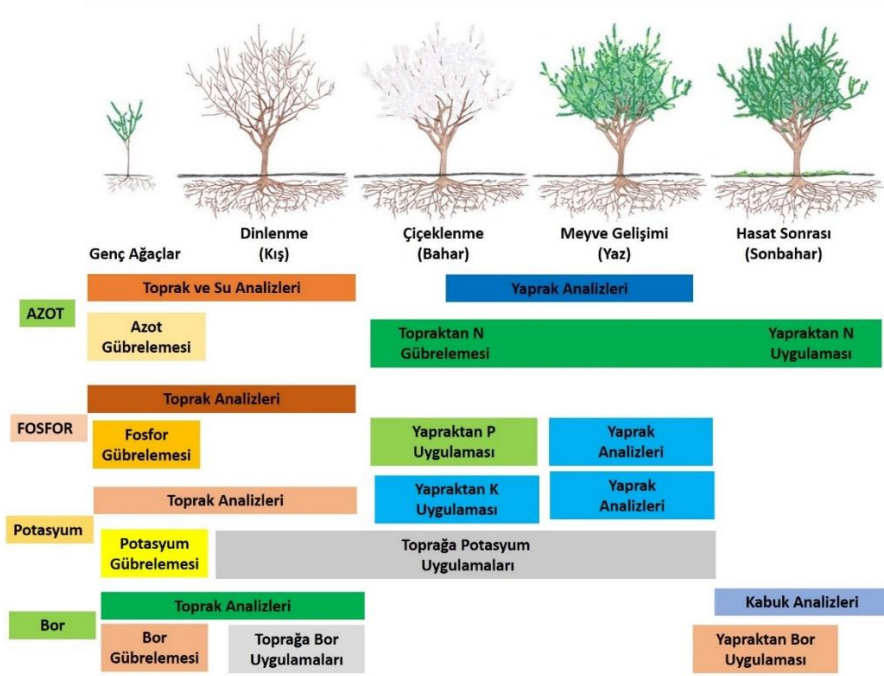 Genç Ağaçlar
Dinlenme
(Kış)
Çiçeklenme
(Bahar)
Meyve Gelişimi
(Yaz)
Hasat Sonrası
(Sonbahar)
AZOT
Toprak ve Su Analizleri
Yaprak Analizleri
Azot
Gübrelemesi
Topraktan N
Gübrelemesi
Yapraktan N
Uygulaması
FOSFOR
Toprak Analizleri
Fosfor
Gübrelemesi
Yapraktan P
Uygulaması
Yaprak
Analizleri
Potasyum
Toprak Analizleri
Yapraktan K
Uygulaması
Yaprak
Analizleri
Potasyum
Gübrelemesi
Toprağa Potasyum
Uygulamaları
Bor
Toprak Analizleri
Kabuk Analizleri
Bor
Gübrelemesi
Toprağa Bor
Uygulamaları
Yapraktan Bor
Uygulaması